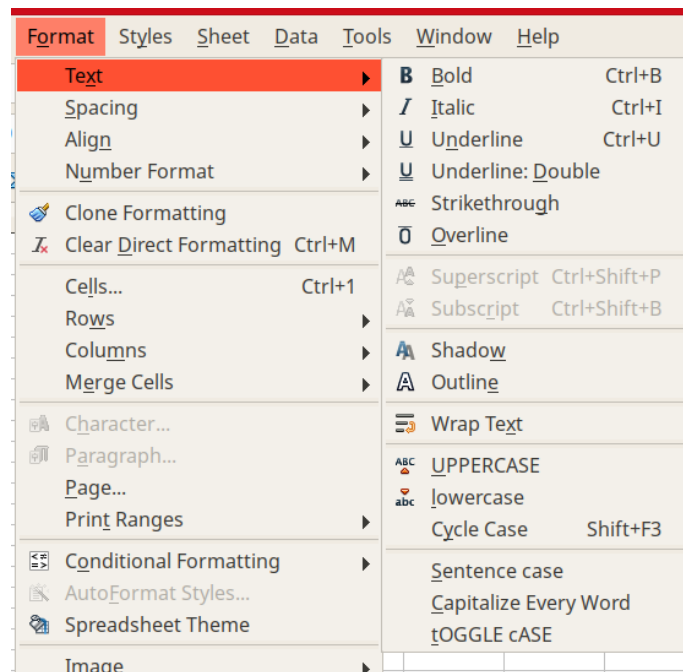 Format Styles Sheet Data Tools Window Help
Text
Spacing
Align
Number Format
Clone Formatting
Clear Direct Formatting Ctrl+M
Cells... Ctrl+1
Rows
Columns
Merge Cells
Character...
Paragraph...
Page...
Print Ranges
Conditional Formatting
AutoFormat Styles...
Spreadsheet Theme
Image
B Bold Ctrl+B
I Italic Ctrl+I
U Underline Ctrl+U
U Underline: Double
ABC Strikethrough
O Overline
Superscript Ctrl+Shift+P
Subscript Ctrl+Shift+B
Shadow
A Outline
Wrap Text
ABC UPPERCASE
abc lowercase
Cycle Case Shift+F3
Sentence case
Capitalize Every Word
tOGGLE cASE